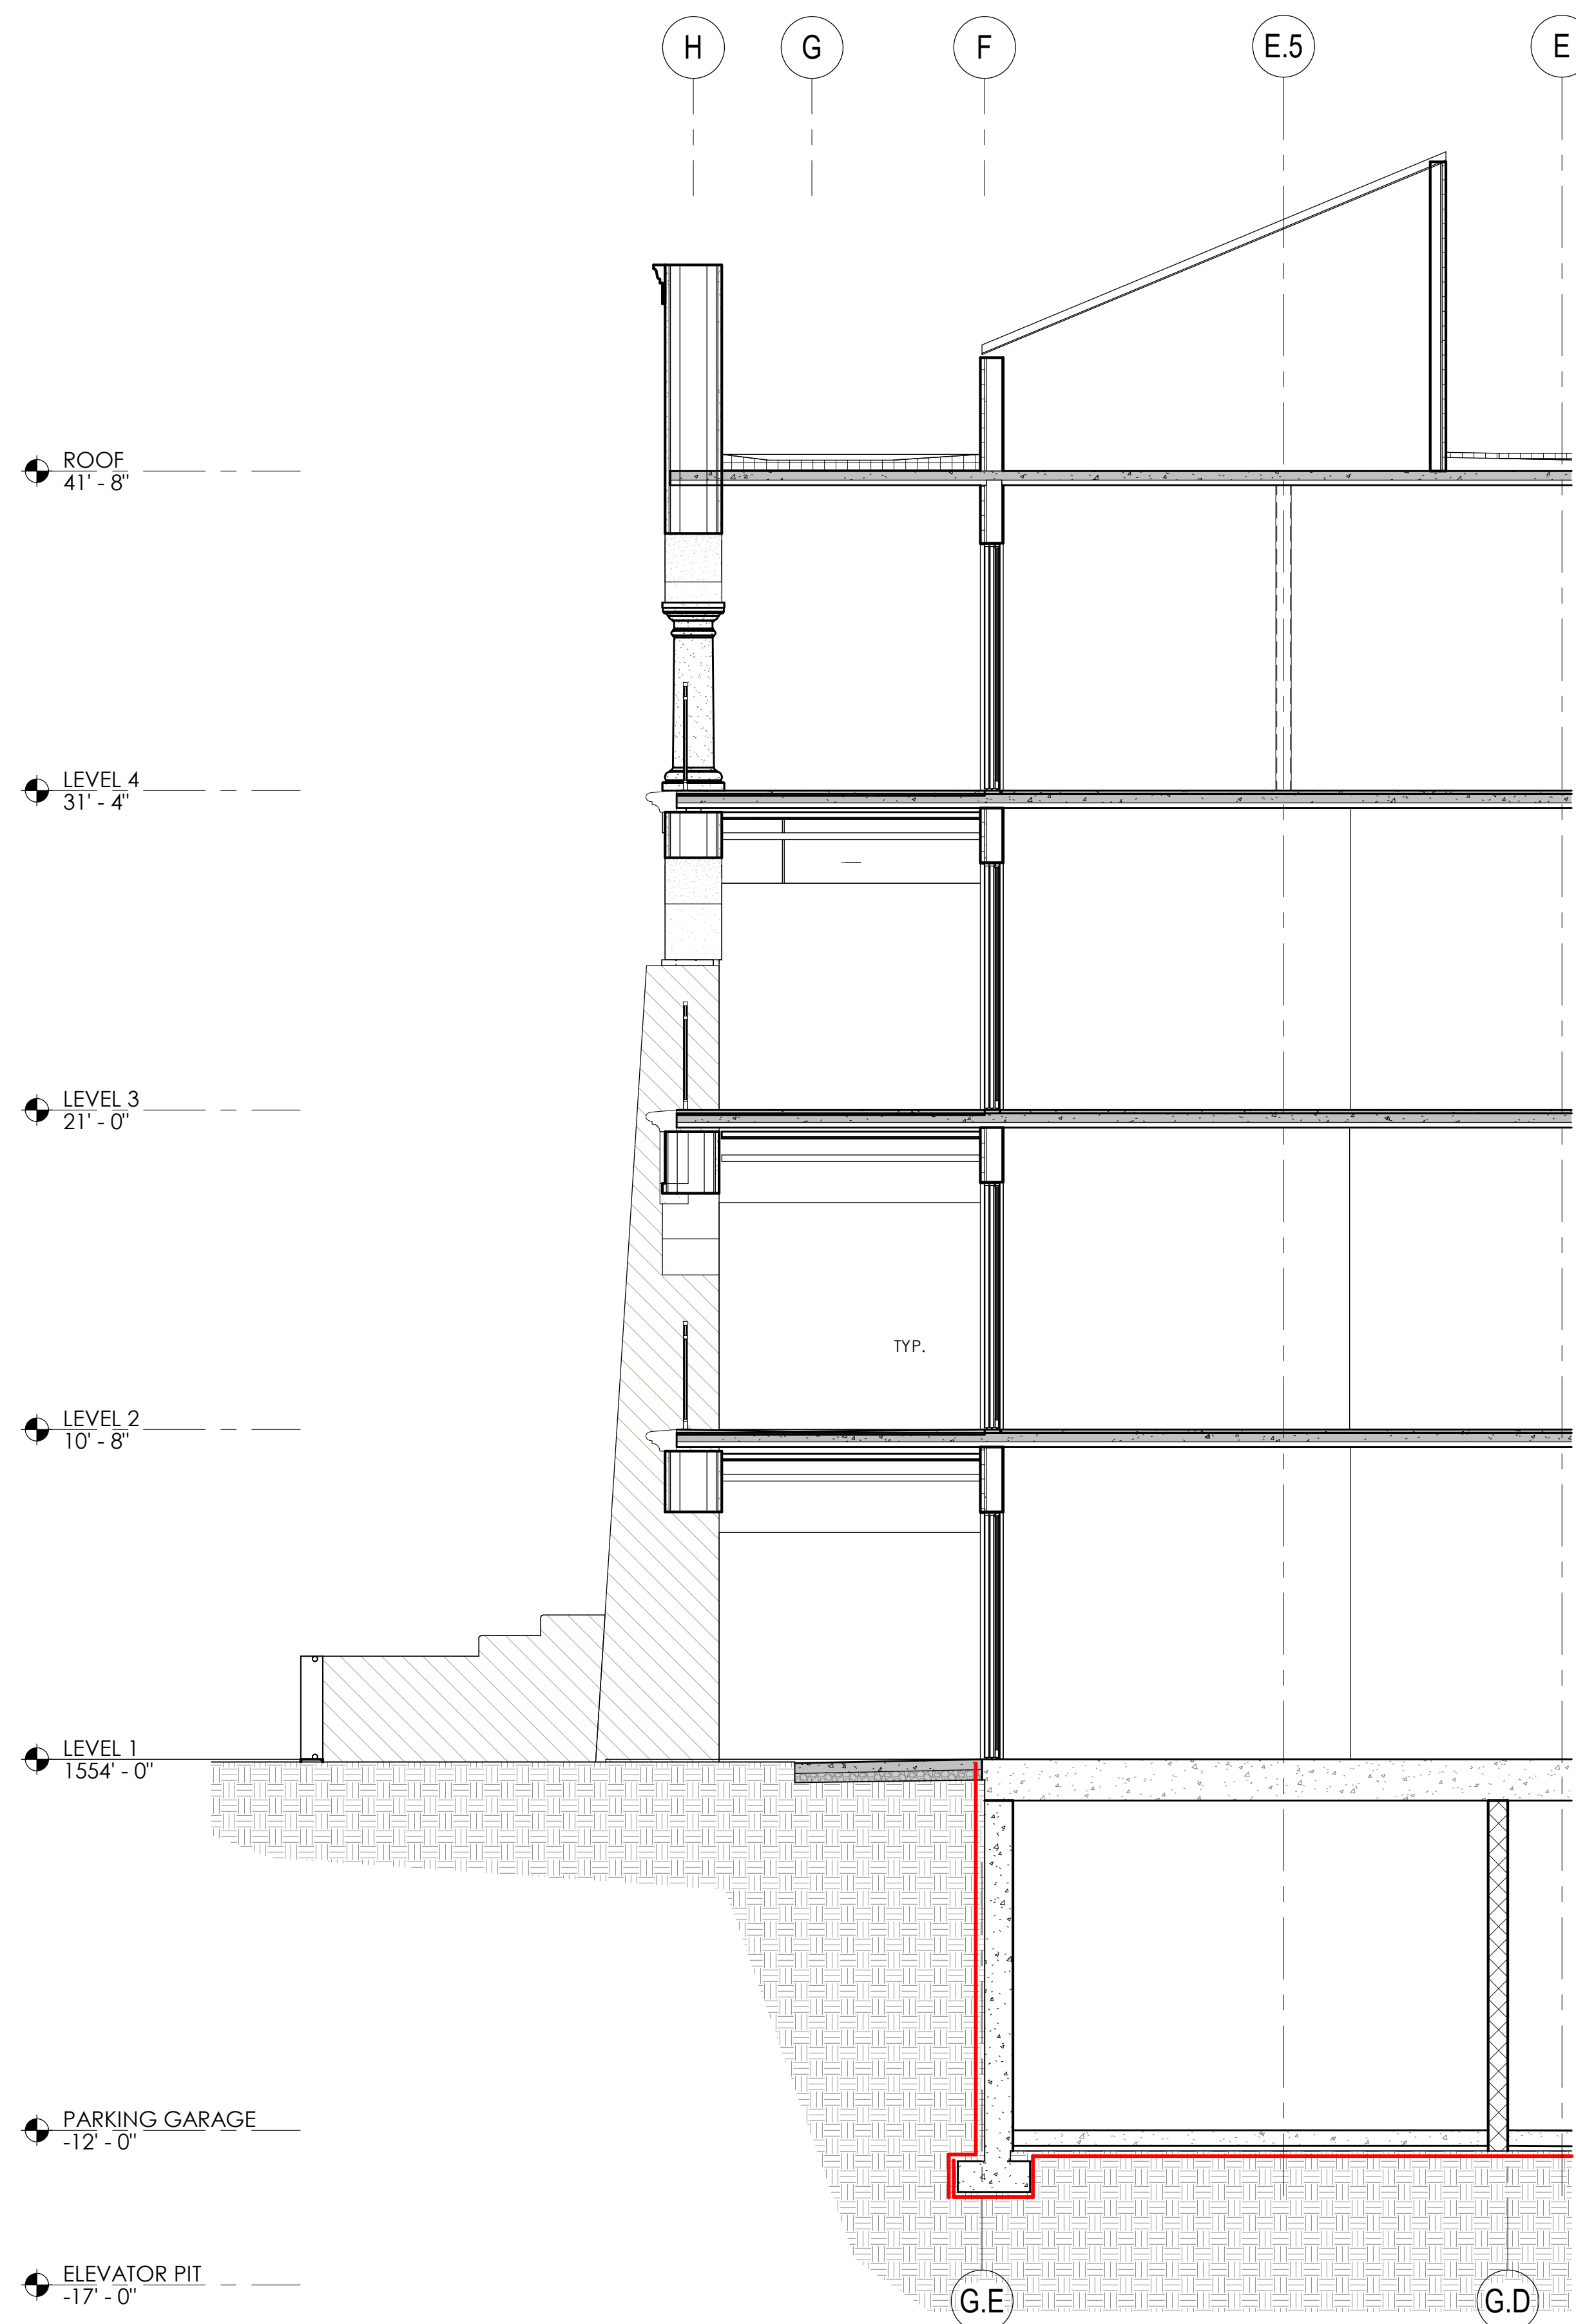 H
G
F
E.5
E
ROOF
41' - 8"
LEVEL 4
31' - 4"
LEVEL 3
21' - 0"
TYP.
LEVEL 2
10' - 8"
LEVEL 1
1554' - 0"
PARKING GARAGE
-12' - 0"
ELEVATOR PIT
-17' - 0"
G.E
G.D